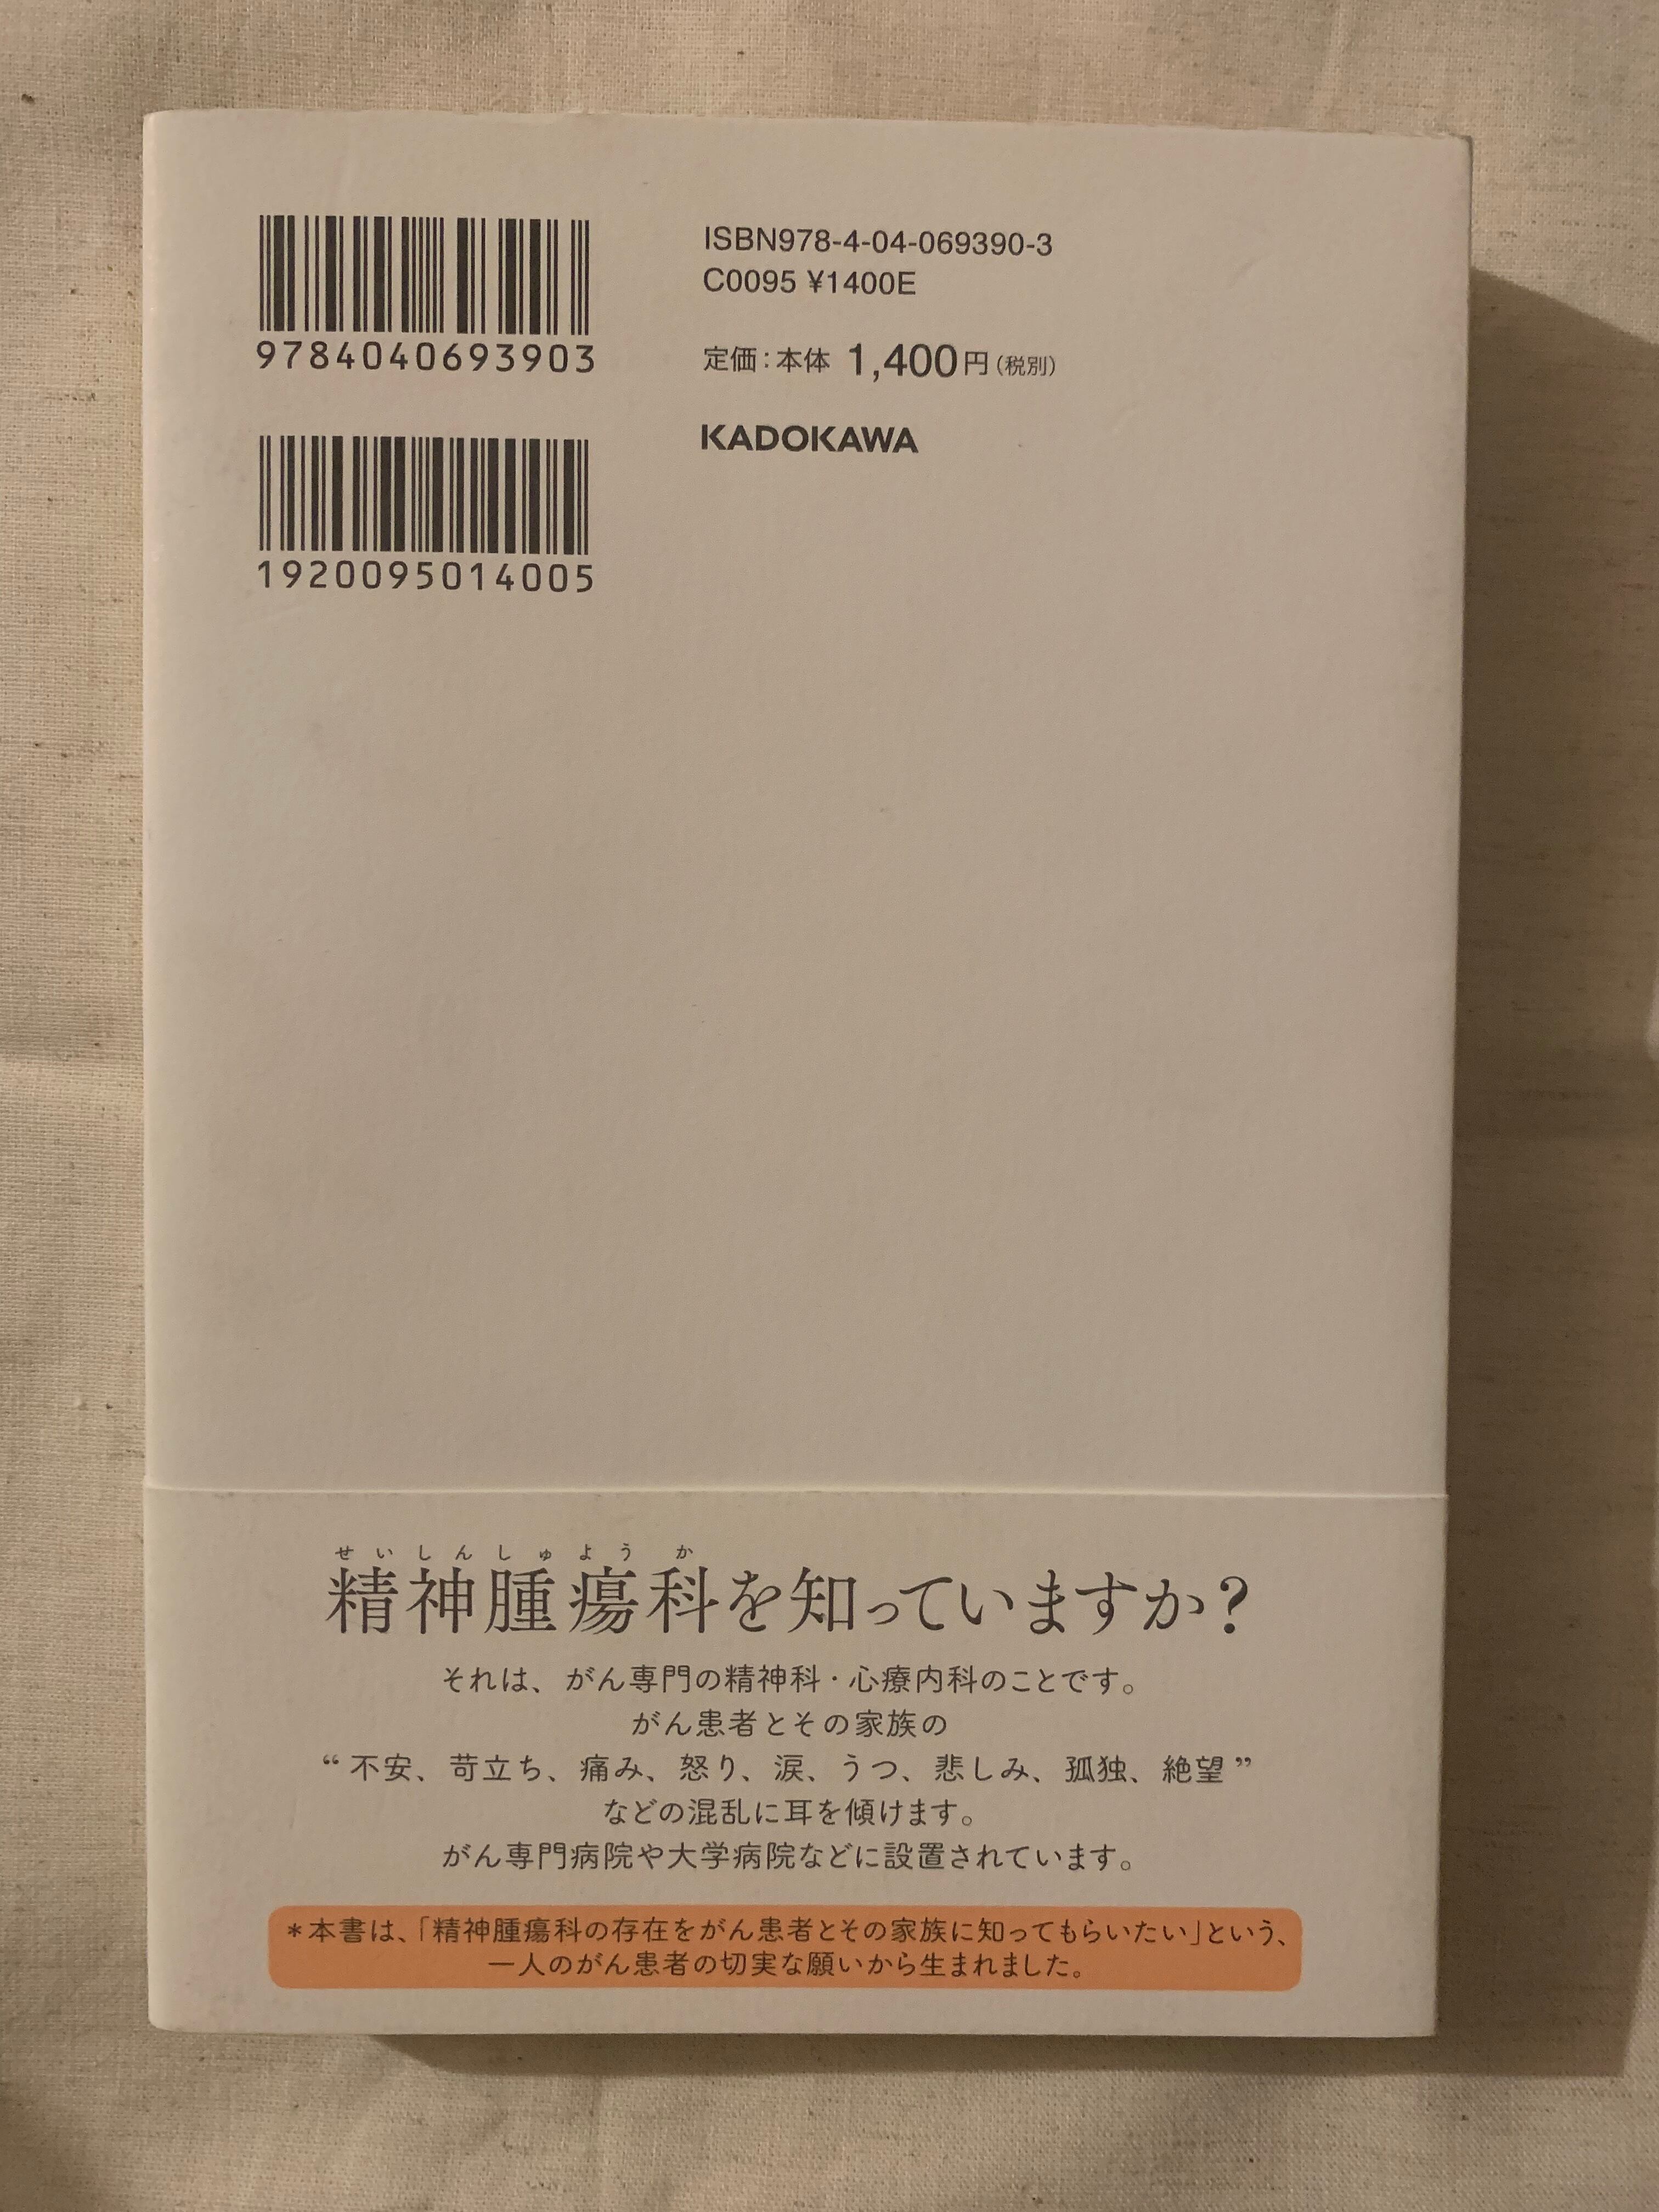 9784040693903
1920095014005
ISBN978-4-04-069390-3
C0095 ¥1400E
定価：本体 1,400円（税別）
KADOKAWA
せいしんしゅようか
精神腫瘍科を知っていますか？
それは、がん専門の精神科・心療内科のことです。
がん患者とその家族の
“不安、苛立ち、痛み、怒り、涙、うつ、悲しみ、孤独、絶望”
などの混乱に耳を傾けます。
がん専門病院や大学病院などに設置されています。
＊本書は、「精神腫瘍科の存在をがん患者とその家族に知ってもらいたい」という、
一人のがん患者の切実な願いから生まれました。